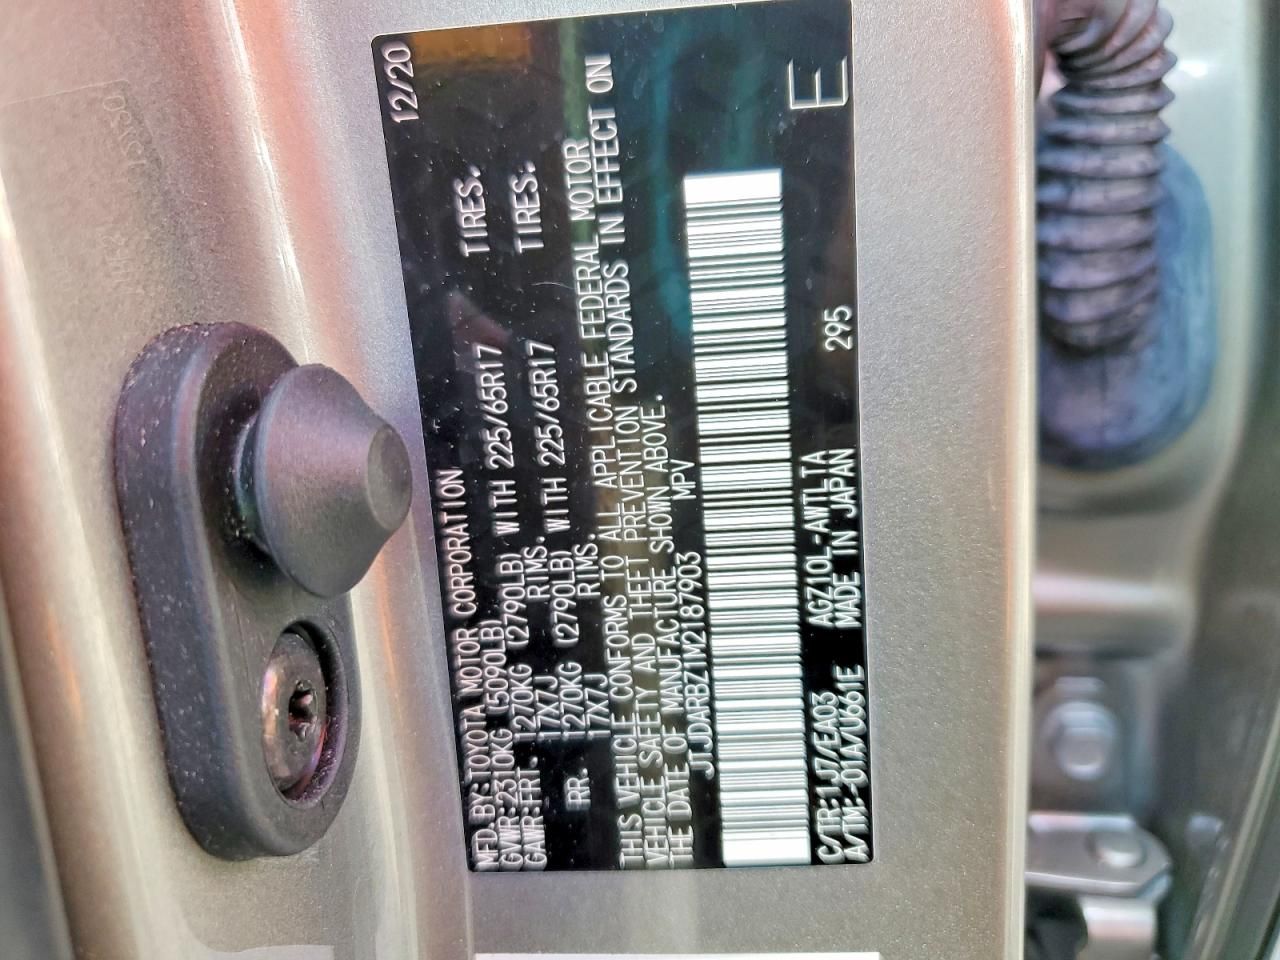 12/20
MFD. BY: TOYOTA MOTOR CORPORATION
GVWR: 2310KG (5090LB)
GAWR: FRT. 1270KG (2790LB) WITH 225/65R17 TIRES.
17X7J RIMS.
RR. 1270KG (2790LB) WITH 225/65R17 TIRES.
17X7J RIMS.
THIS VEHICLE CONFORMS TO ALL APPLICABLE FEDERAL MOTOR
VEHICLE SAFETY AND THEFT PREVENTION STANDARDS IN EFFECT ON
THE DATE OF MANUFACTURE SHOWN ABOVE.
JTJDARBZ1M2187903 MPV
E
C/TR: 1J7/EA03 AGZ10L-AWTLTA 295
A/TM: -01A/U661E MADE IN JAPAN